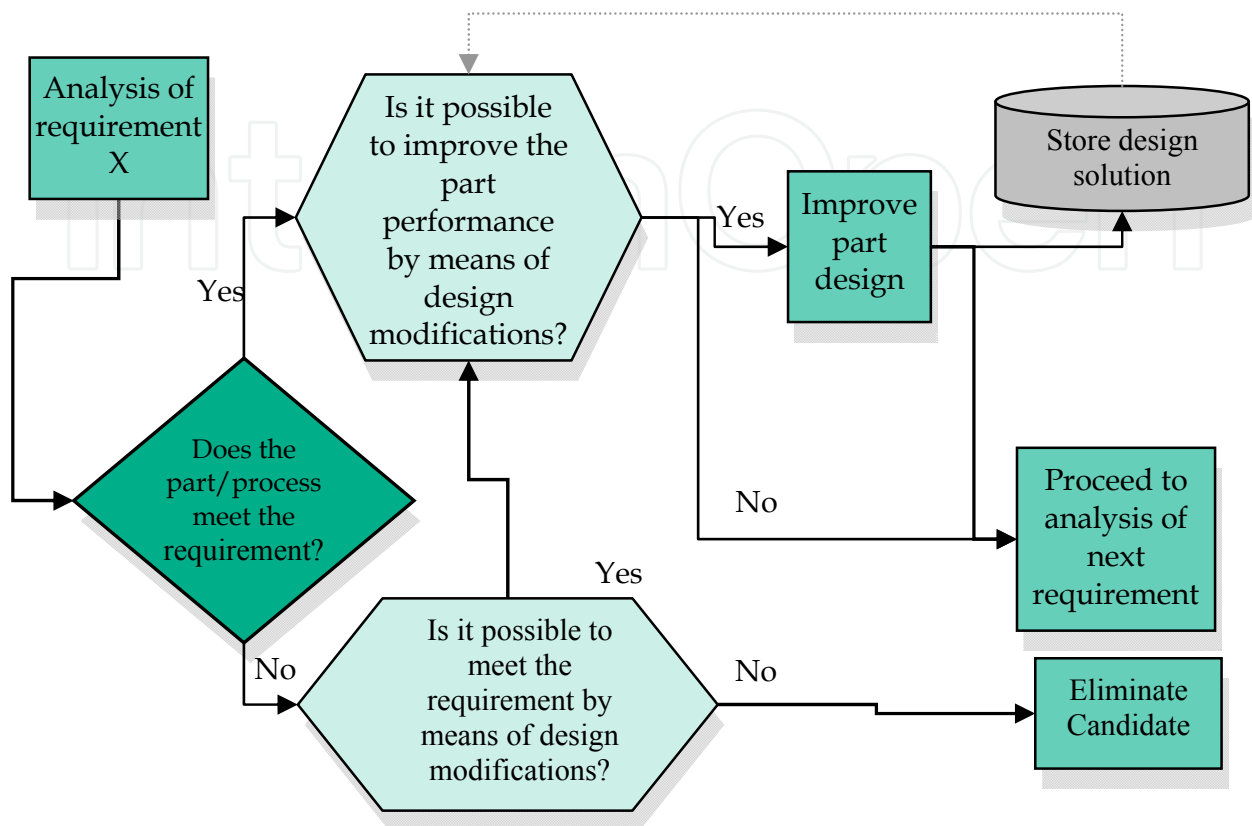 Analysis of
requirement
X
Is it possible
to improve the
part
performance
by means of
design
modifications?
Store design
solution
Yes
Improve
part
design
Yes
Does the
part/process
meet the
requirement?
No
Proceed to
analysis of
next
requirement
Yes
No
Is it possible to
meet the
requirement by
means of design
modifications?
No
Eliminate
Candidate
IntechOpen